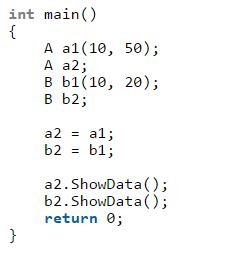 int main()
{
    A a1(10, 50);
    A a2;
    B b1(10, 20);
    B b2;

    a2 = a1;
    b2 = b1;

    a2.ShowData();
    b2.ShowData();
    return 0;
}